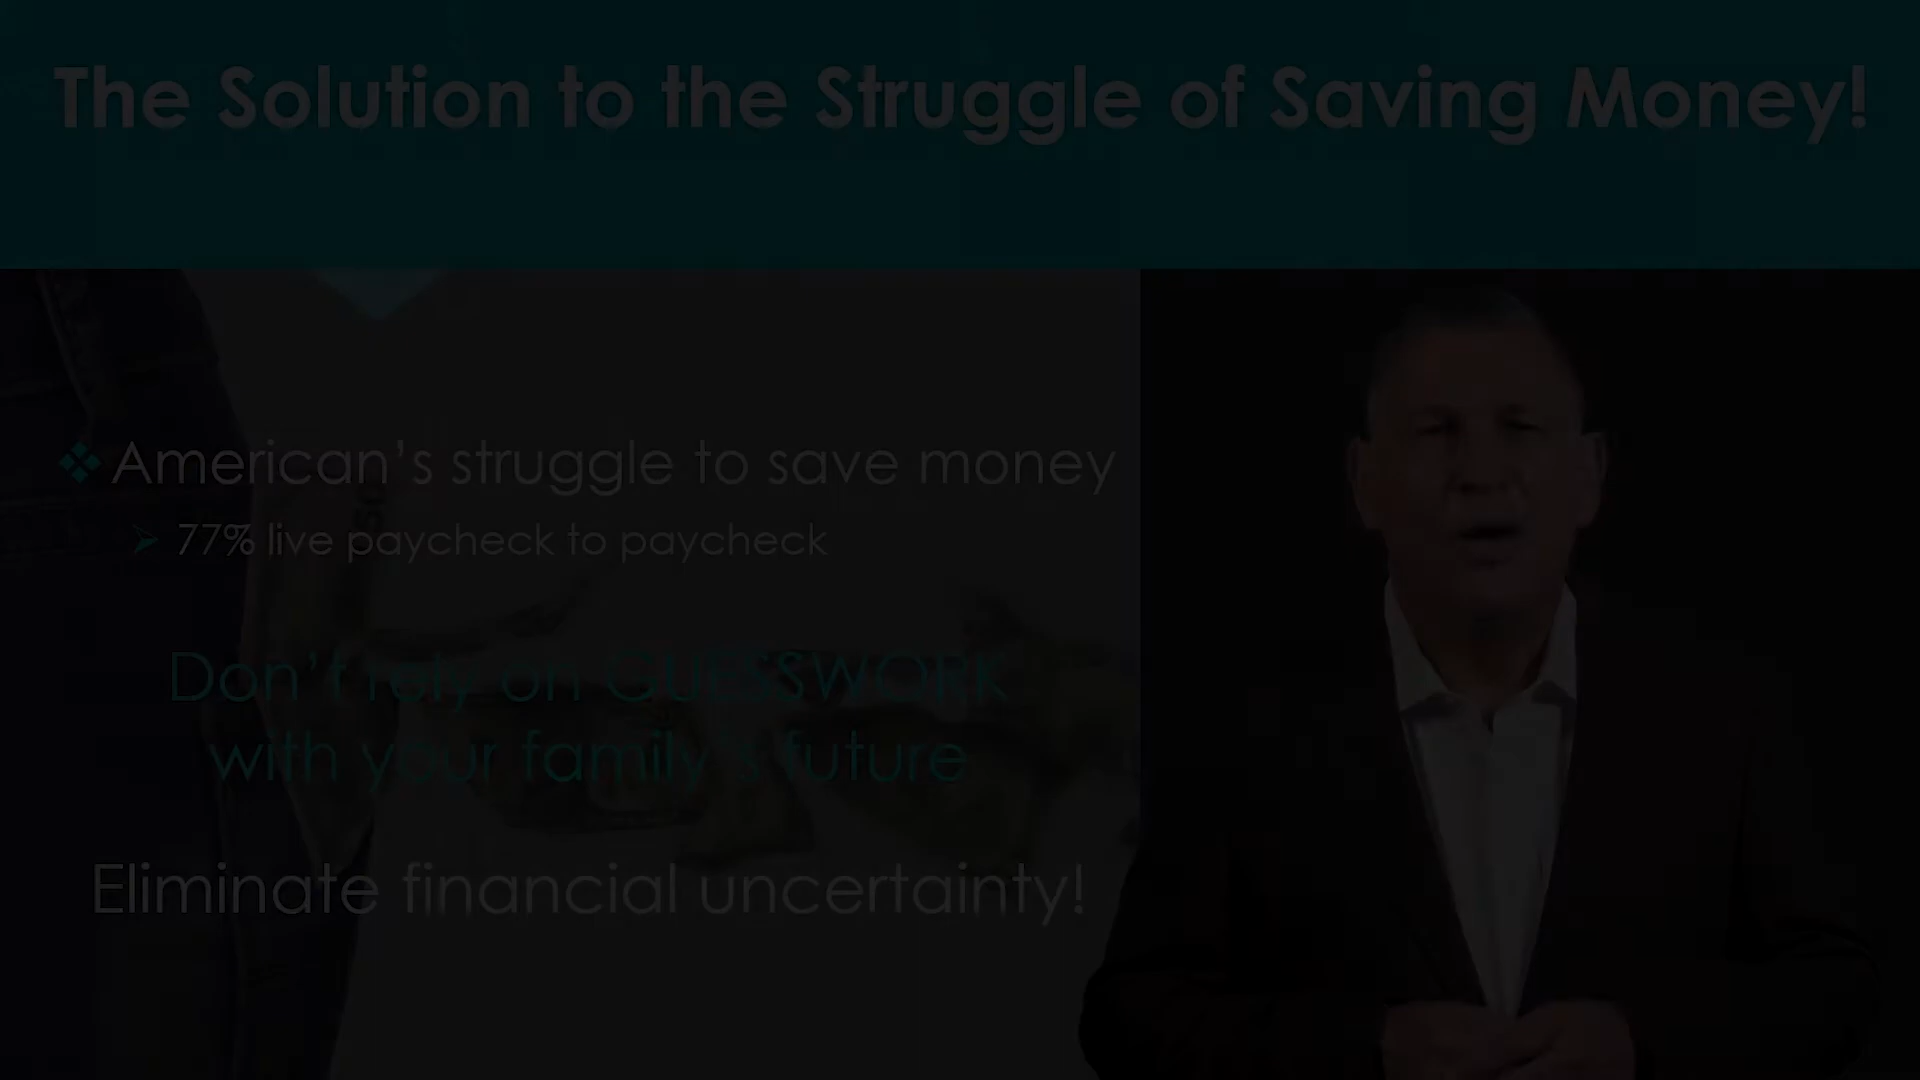 The Solution to the Struggle of Saving Money!
American's struggle to save money
77% live paycheck to paycheck
Don't rely on GUESSWORK
with your family's future
Eliminate financial uncertainty!